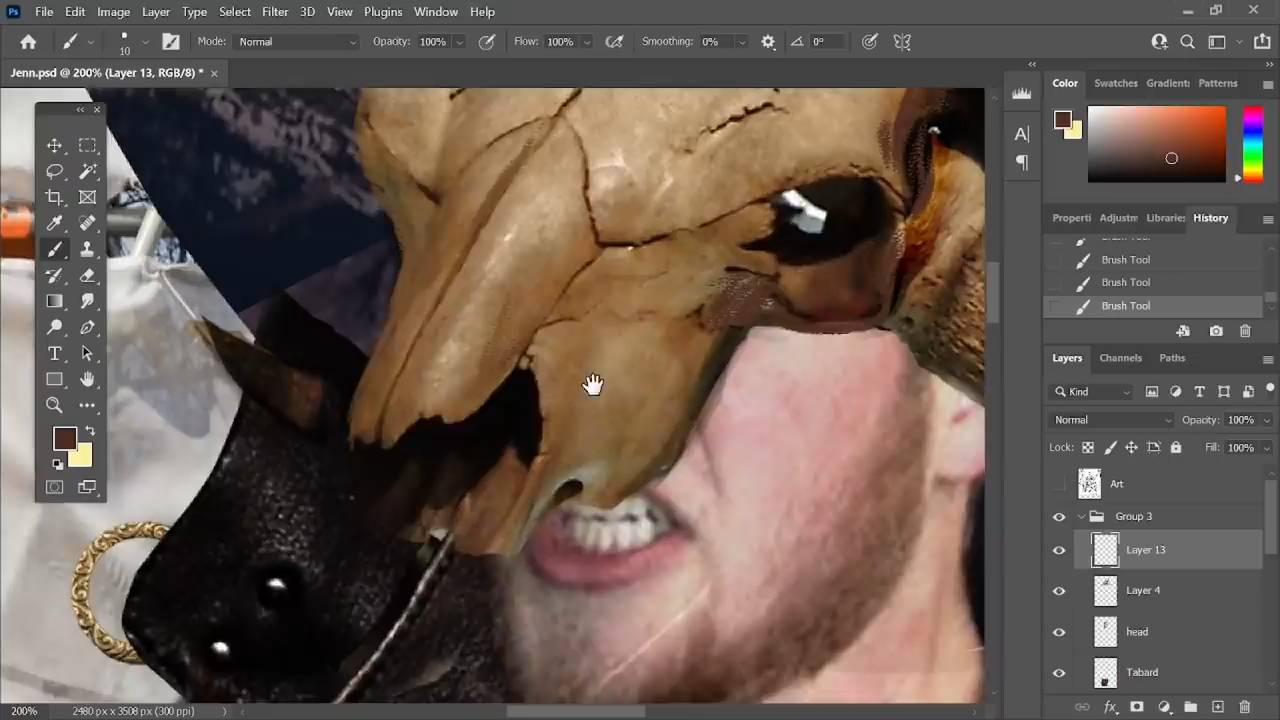 Ps File Edit Image Layer Type Select Filter 3D View Plugins Window Help
10 Mode: Normal Opacity: 100% Flow: 100% Smoothing: 0% 0°
Jenn.psd @ 200% (Layer 13, RGB/8) *
Color Swatches Gradient Patterns
Properti Adjustm Libraries History
Brush Tool
Brush Tool
Brush Tool
Layers Channels Paths
Kind
Normal Opacity: 100%
Lock: Fill: 100%
Art
Group 3
Layer 13
Layer 4
head
Tabard
200% 2480 px x 3508 px (300 ppi)